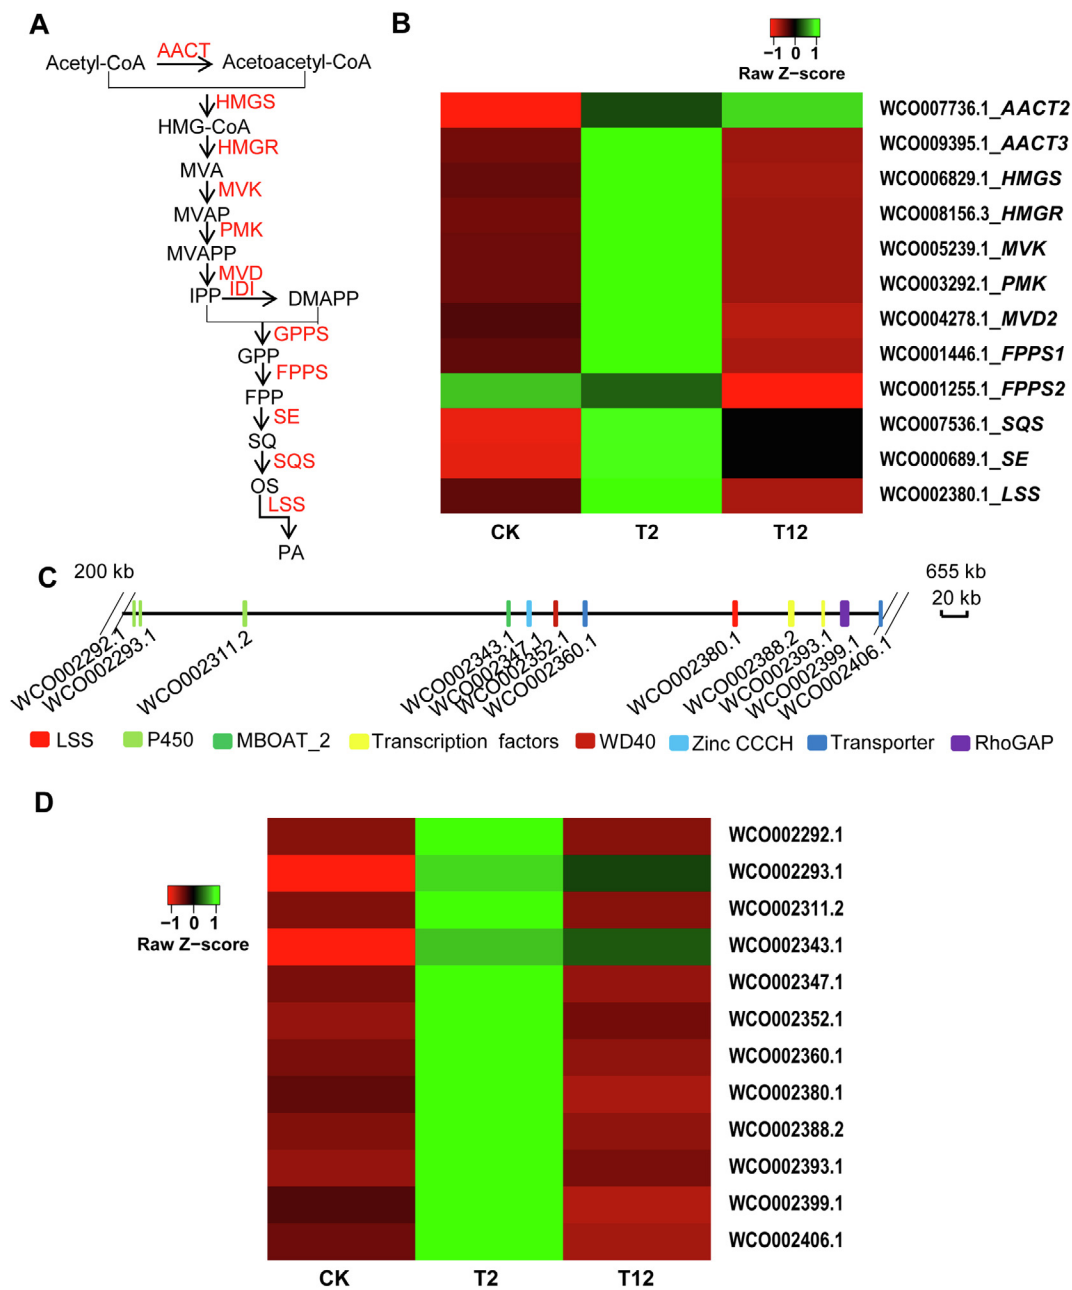 A
Acetyl-CoA
AACT
Acetoacetyl-CoA
HMGS
HMG-CoA
HMGR
MVA
MVK
MVAP
PMK
MVAPP
MVD
IDI
IPP
DMAPP
GPPS
GPP
FPPS
FPP
SE
SQ
SQS
OS
LSS
PA
B
−1 0 1
Raw Z−score
WCO007736.1_AACT2
WCO009395.1_AACT3
WCO006829.1_HMGS
WCO008156.3_HMGR
WCO005239.1_MVK
WCO003292.1_PMK
WCO004278.1_MVD2
WCO001446.1_FPPS1
WCO001255.1_FPPS2
WCO007536.1_SQS
WCO000689.1_SE
WCO002380.1_LSS
CK T2 T12
C
200 kb
655 kb
20 kb
WCO002292.1
WCO002293.1
WCO002311.2
WCO002343.1
WCO002347.1
WCO002352.1
WCO002360.1
WCO002380.1
WCO002388.2
WCO002393.1
WCO002399.1
WCO002406.1
LSS P450 MBOAT_2 Transcription factors WD40 Zinc CCCH Transporter RhoGAP
D
−1 0 1
Raw Z−score
WCO002292.1
WCO002293.1
WCO002311.2
WCO002343.1
WCO002347.1
WCO002352.1
WCO002360.1
WCO002380.1
WCO002388.2
WCO002393.1
WCO002399.1
WCO002406.1
CK T2 T12